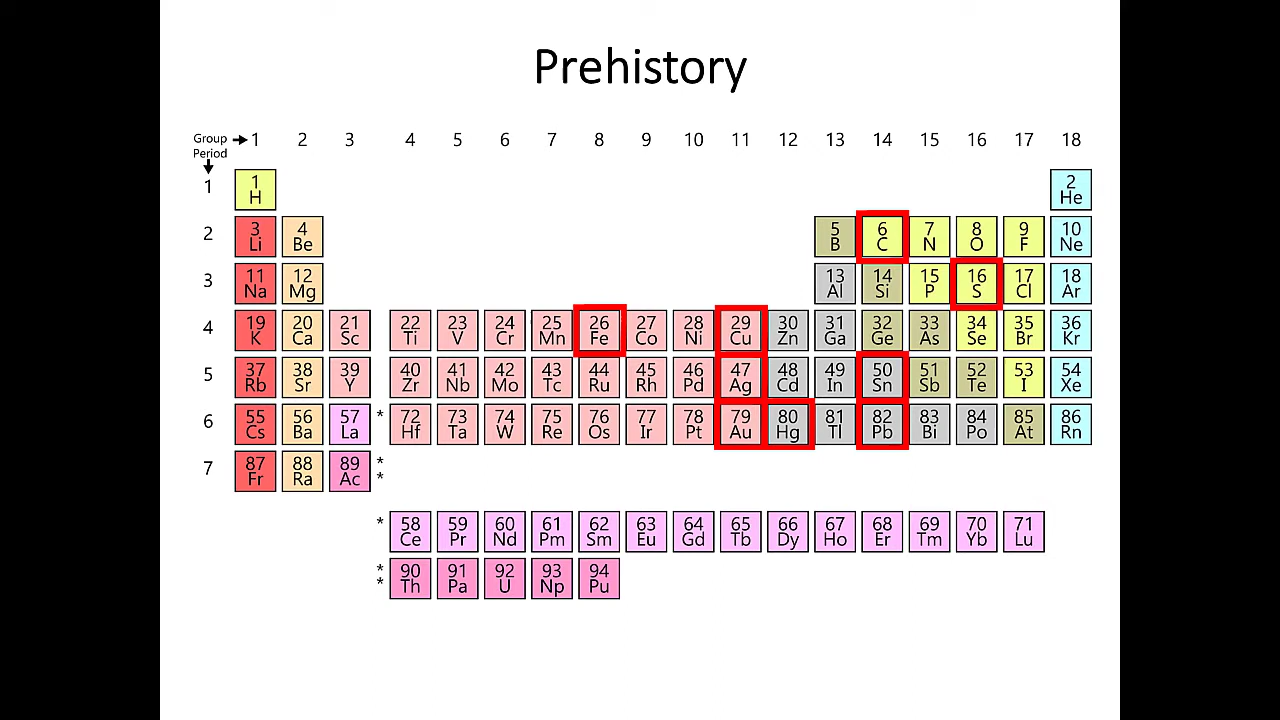 Prehistory
Group → 1 2 3 4 5 6 7 8 9 10 11 12 13 14 15 16 17 18
Period
1 1 2
H He
2 3 4 5 6 7 8 9 10
Li Be B C N O F Ne
3 11 12 13 14 15 16 17 18
Na Mg Al Si P S Cl Ar
4 19 20 21 22 23 24 25 26 27 28 29 30 31 32 33 34 35 36
K Ca Sc Ti V Cr Mn Fe Co Ni Cu Zn Ga Ge As Se Br Kr
5 37 38 39 40 41 42 43 44 45 46 47 48 49 50 51 52 53 54
Rb Sr Y Zr Nb Mo Tc Ru Rh Pd Ag Cd In Sn Sb Te I Xe
6 55 56 57 * 72 73 74 75 76 77 78 79 80 81 82 83 84 85 86
Cs Ba La Hf Ta W Re Os Ir Pt Au Hg Tl Pb Bi Po At Rn
7 87 88 89 *
Fr Ra Ac *
* 58 59 60 61 62 63 64 65 66 67 68 69 70 71
Ce Pr Nd Pm Sm Eu Gd Tb Dy Ho Er Tm Yb Lu
* 90 91 92 93 94
* Th Pa U Np Pu